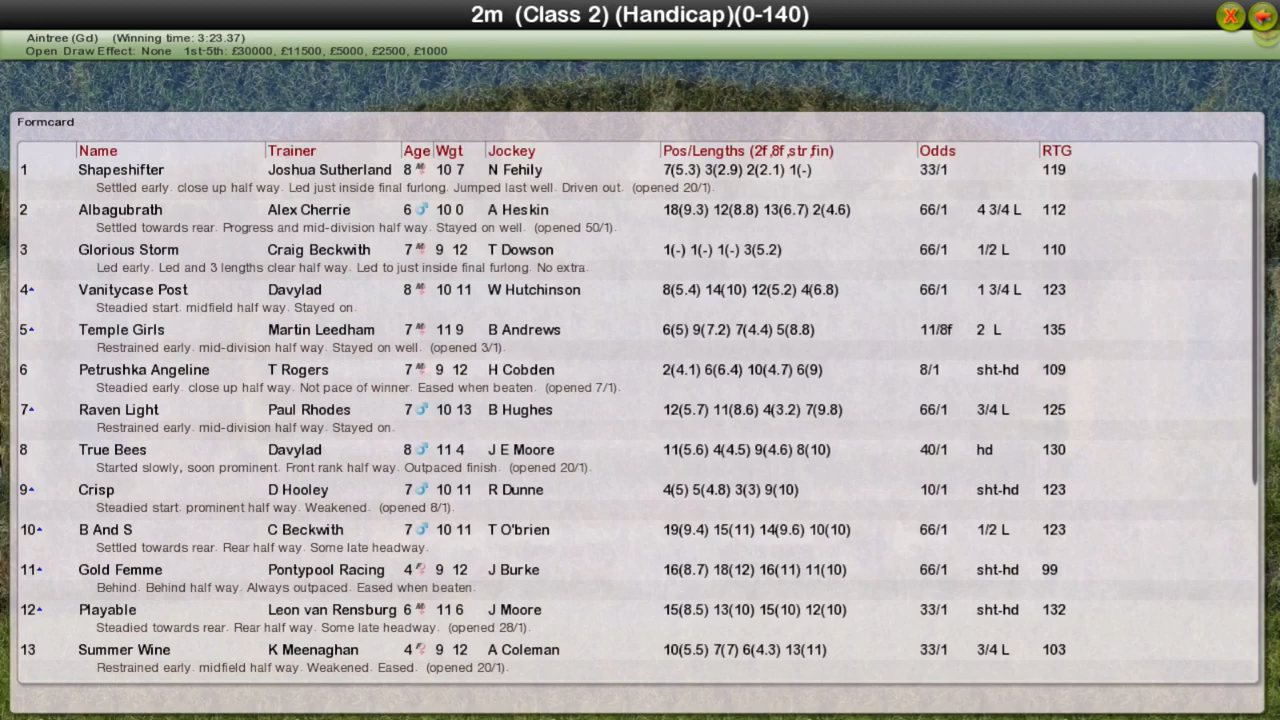 2m (Class 2) (Handicap)(0-140)
Aintree (Gd) (Winning time: 3:23.37)
Open Draw Effect: None 1st-5th: £30000, £11500, £5000, £2500, £1000
Formcard
Name Trainer Age Wgt Jockey Pos/Lengths (2f,8f,str,fin) Odds RTG
1 Shapeshifter Joshua Sutherland 8 10 7 N Fehily 7(5.3) 3(2.9) 2(2.1) 1(-) 33/1 119
Settled early. close up half way. Led just inside final furlong. Jumped last well. Driven out. (opened 20/1).
2 Albagubrath Alex Cherrie 6 10 0 A Heskin 18(9.3) 12(8.8) 13(6.7) 2(4.6) 66/1 4 3/4 L 112
Settled towards rear. Progress and mid-division half way. Stayed on well. (opened 50/1).
3 Glorious Storm Craig Beckwith 7 9 12 T Dowson 1(-) 1(-) 1(-) 3(5.2) 66/1 1/2 L 110
Led early. Led and 3 lengths clear half way. Led to just inside final furlong. No extra.
4 Vanitycase Post Davylad 8 10 11 W Hutchinson 8(5.4) 14(10) 12(5.2) 4(6.8) 66/1 1 3/4 L 123
Steadied start. midfield half way. Stayed on.
5 Temple Girls Martin Leedham 7 11 9 B Andrews 6(5) 9(7.2) 7(4.4) 5(8.8) 11/8f 2 L 135
Restrained early. mid-division half way. Stayed on well. (opened 3/1).
6 Petrushka Angeline T Rogers 7 9 12 H Cobden 2(4.1) 6(6.4) 10(4.7) 6(9) 8/1 sht-hd 109
Steadied early. close up half way. Not pace of winner. Eased when beaten. (opened 7/1).
7 Raven Light Paul Rhodes 7 10 13 B Hughes 12(5.7) 11(8.6) 4(3.2) 7(9.8) 66/1 3/4 L 125
Restrained early. mid-division half way. Stayed on.
8 True Bees Davylad 8 11 4 J E Moore 11(5.6) 4(4.5) 9(4.6) 8(10) 40/1 hd 130
Started slowly, soon prominent. Front rank half way. Outpaced finish. (opened 20/1).
9 Crisp D Hooley 7 10 11 R Dunne 4(5) 5(4.8) 3(3) 9(10) 10/1 sht-hd 123
Steadied start. prominent half way. Weakened. (opened 8/1).
10 B And S C Beckwith 7 10 11 T O'brien 19(9.4) 15(11) 14(9.6) 10(10) 66/1 1/2 L 123
Settled towards rear. Rear half way. Some late headway.
11 Gold Femme Pontypool Racing 4 9 12 J Burke 16(8.7) 18(12) 16(11) 11(10) 66/1 sht-hd 99
Behind. Behind half way. Always outpaced. Eased when beaten.
12 Playable Leon van Rensburg 6 11 6 J Moore 15(8.5) 13(10) 15(10) 12(10) 33/1 sht-hd 132
Steadied towards rear. Rear half way. Some late headway. (opened 28/1).
13 Summer Wine K Meenaghan 4 9 12 A Coleman 10(5.5) 7(7) 6(4.3) 13(11) 33/1 3/4 L 103
Restrained early. midfield half way. Weakened. Eased. (opened 20/1).